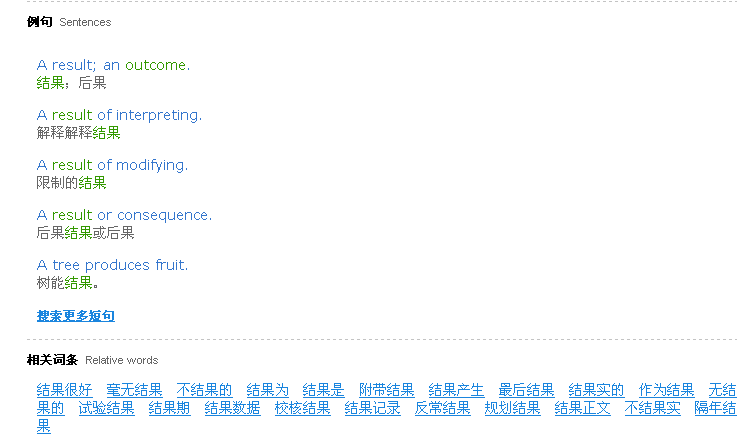 例句 Sentences
A result; an outcome.
结果；后果
A result of interpreting.
解释解释结果
A result of modifying.
限制的结果
A result or consequence.
后果结果或后果
A tree produces fruit.
树能结果。
搜索更多短句
相关词条 Relative words
结果很好 毫无结果 不结果的 结果为 结果是 附带结果 结果产生 最后结果 结果实的 作为结果 无结
果的 试验结果 结果期 结果数据 校核结果 结果记录 反常结果 规划结果 结果正文 不结果实 隔年结
果